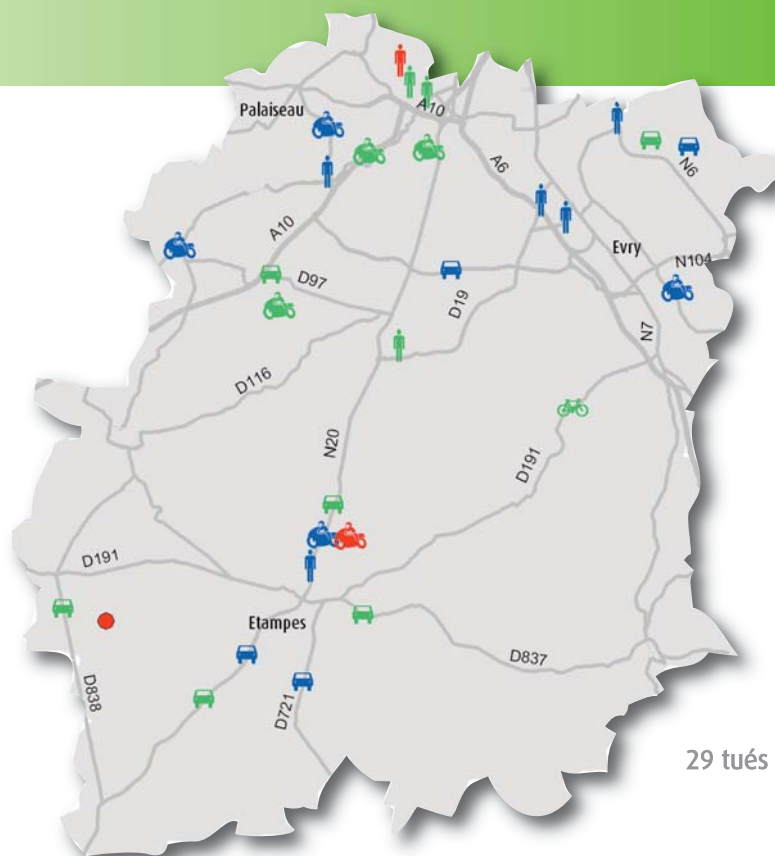 Palaiseau
A10
A6
N6
A10
Evry
N104
D97
D19
N7
D116
N20
D191
D191
Etampes
D837
D838
D721
29 tués